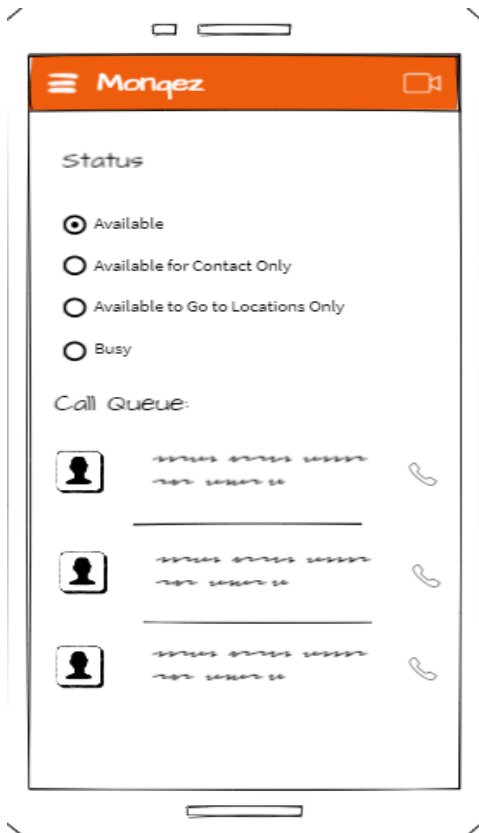 Monqez
Status
Available
Available for Contact Only
Available to Go to Locations Only
Busy
Call Queue: